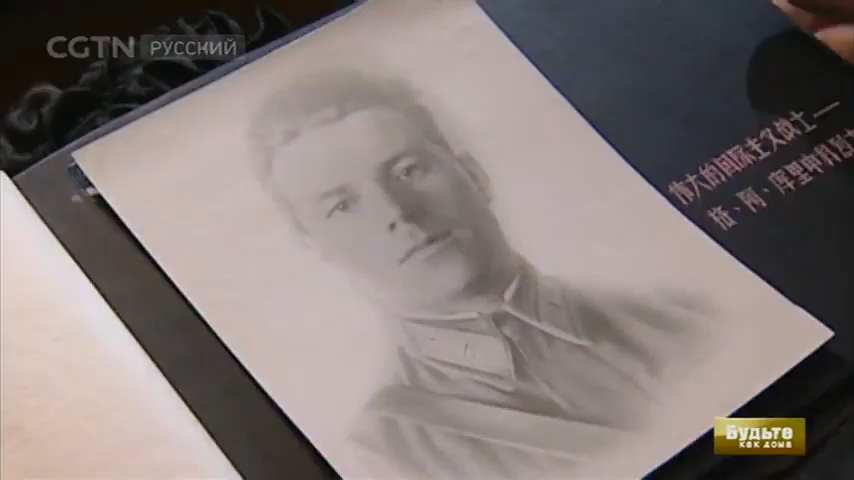 CGTN РУССКИЙ
伟大的国际主义战士——
格·阿·库里申科烈士
Будьте
как дома